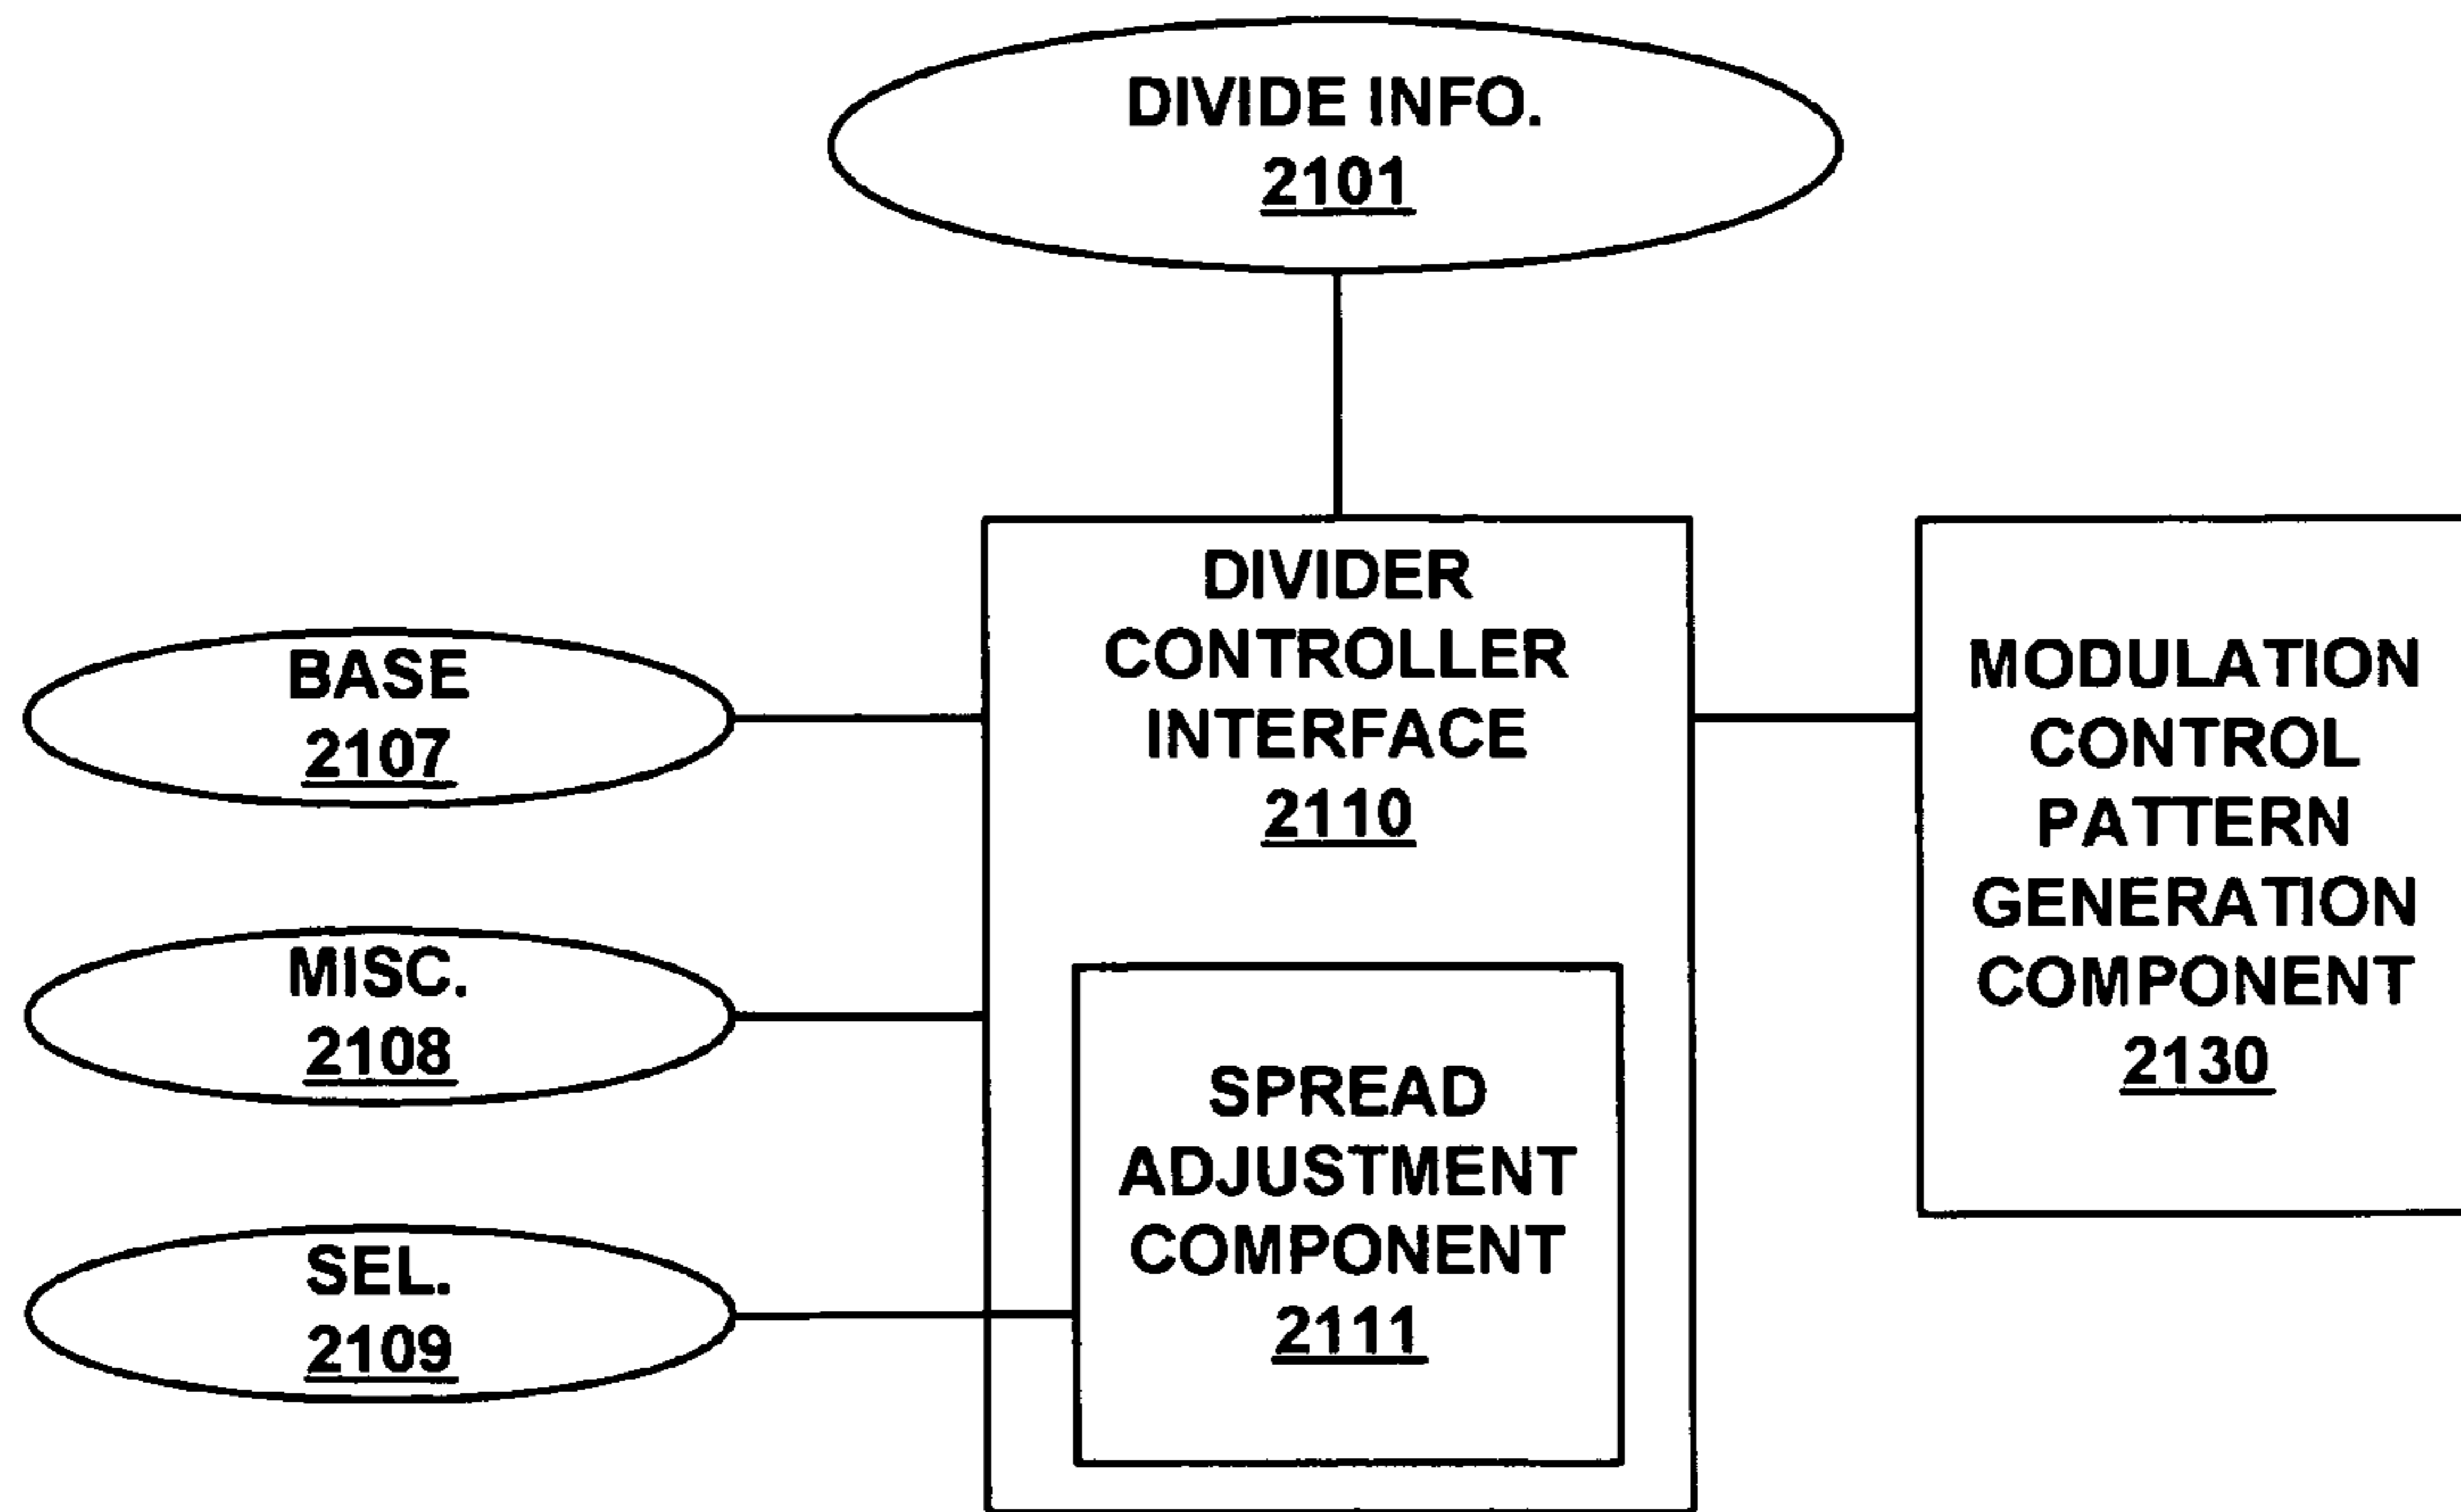 DIVIDE INFO.
2101
DIVIDER
CONTROLLER
INTERFACE
2110
BASE
2107
MISC.
2108
SEL.
2109
SPREAD
ADJUSTMENT
COMPONENT
2111
MODULATION
CONTROL
PATTERN
GENERATION
COMPONENT
2130